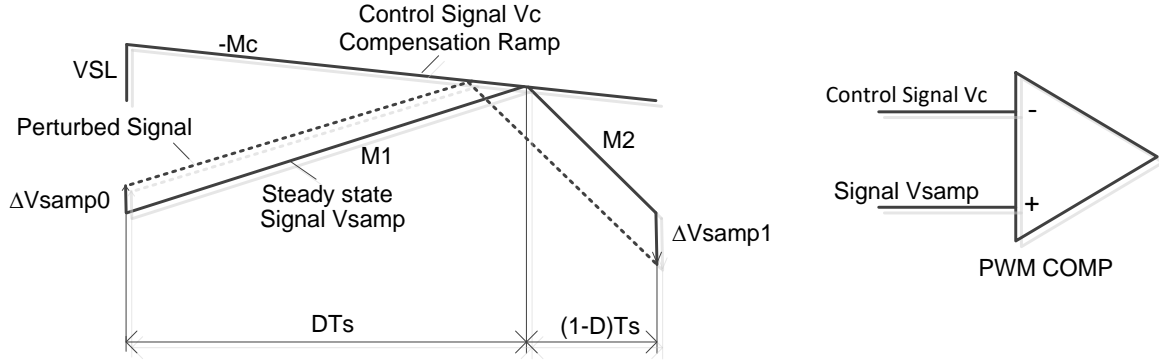 Control Signal Vc
Compensation Ramp
-Mc
VSL
Perturbed Signal
M1
M2
Steady state
Signal Vsamp
ΔVsamp0
ΔVsamp1
DTs
(1-D)Ts
Control Signal Vc
-
Signal Vsamp
+
PWM COMP